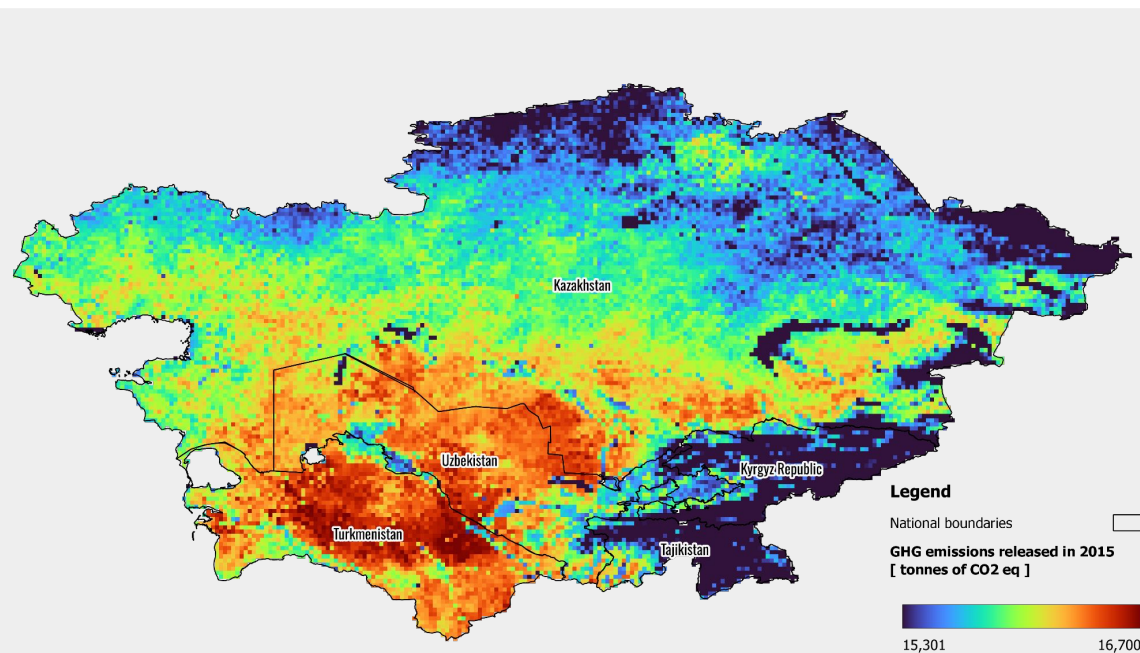 Kazakhstan
Uzbekistan
Kyrgyz Republic
Turkmenistan
Tajikistan
Legend
National boundaries
GHG emissions released in 2015
[ tonnes of CO2 eq ]
15,301
16,700